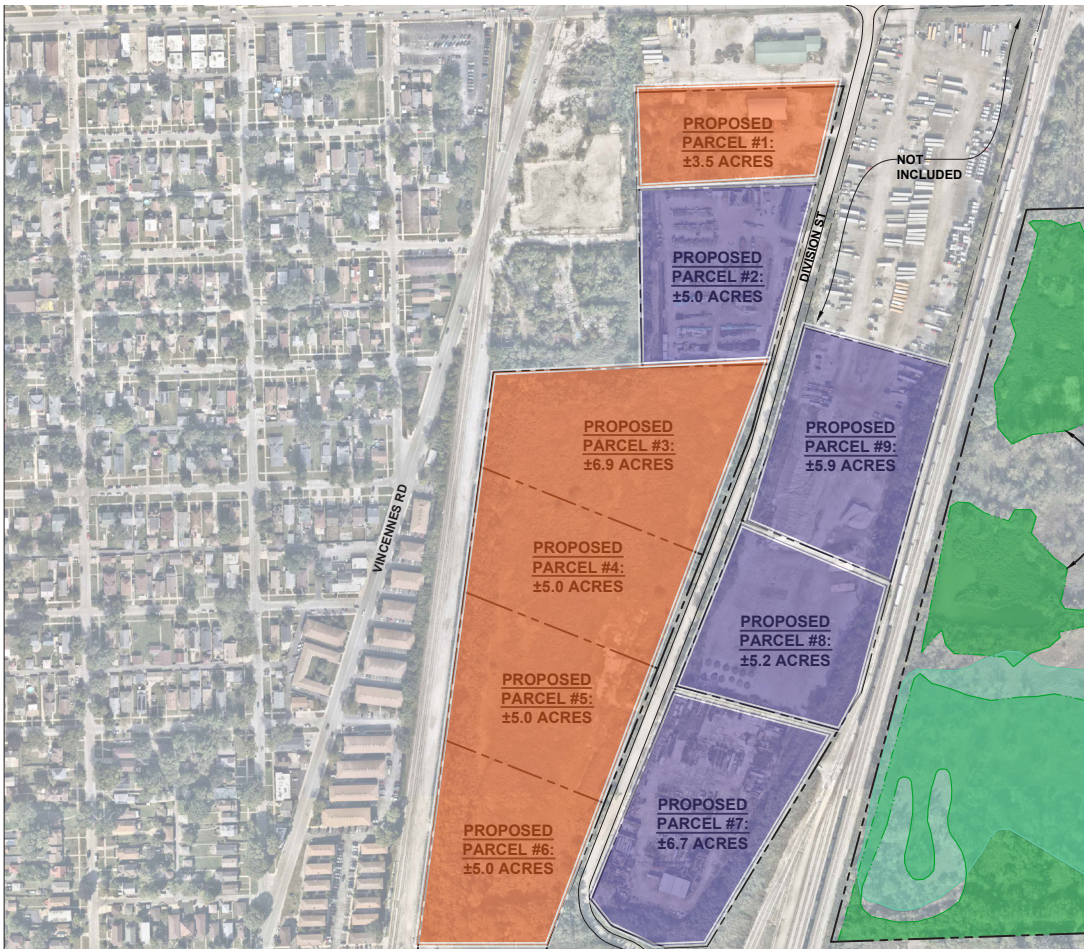 PROPOSED
PARCEL #1:
±3.5 ACRES
NOT
INCLUDED
DIVISION ST
PROPOSED
PARCEL #2:
±5.0 ACRES
PROPOSED
PARCEL #3:
±6.9 ACRES
PROPOSED
PARCEL #9:
±5.9 ACRES
VINCENNES RD
PROPOSED
PARCEL #4:
±5.0 ACRES
PROPOSED
PARCEL #8:
±5.2 ACRES
PROPOSED
PARCEL #5:
±5.0 ACRES
PROPOSED
PARCEL #7:
±6.7 ACRES
PROPOSED
PARCEL #6:
±5.0 ACRES